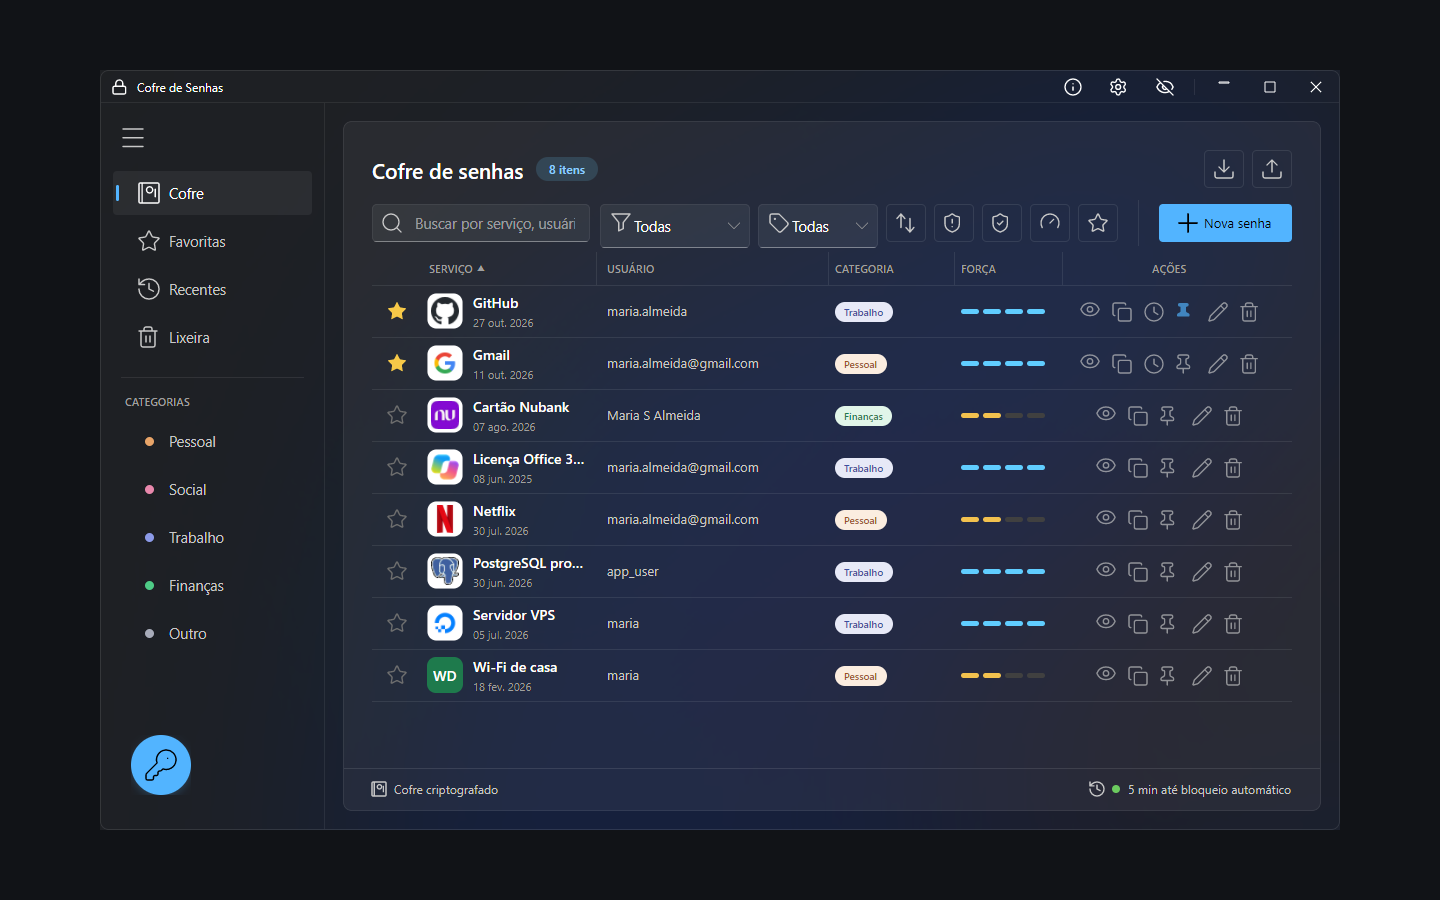 Cofre de Senhas
Cofre
Favoritas
Recentes
Lixeira
CATEGORIAS
Pessoal
Social
Trabalho
Finanças
Outro
Cofre de senhas
8 itens
Buscar por serviço, usuári
Todas
Todas
Nova senha
SERVIÇO
USUÁRIO
CATEGORIA
FORÇA
AÇÕES
GitHub
27 out. 2026
maria.almeida
Trabalho
Gmail
11 out. 2026
maria.almeida@gmail.com
Pessoal
nu
Cartão Nubank
07 ago. 2026
Maria S Almeida
Finanças
Licença Office 3...
08 jun. 2025
maria.almeida@gmail.com
Trabalho
Netflix
30 jul. 2026
maria.almeida@gmail.com
Pessoal
PostgreSQL pro...
30 jun. 2026
app_user
Trabalho
Servidor VPS
05 jul. 2026
maria
Trabalho
WD
Wi-Fi de casa
18 fev. 2026
maria
Pessoal
Cofre criptografado
5 min até bloqueio automático